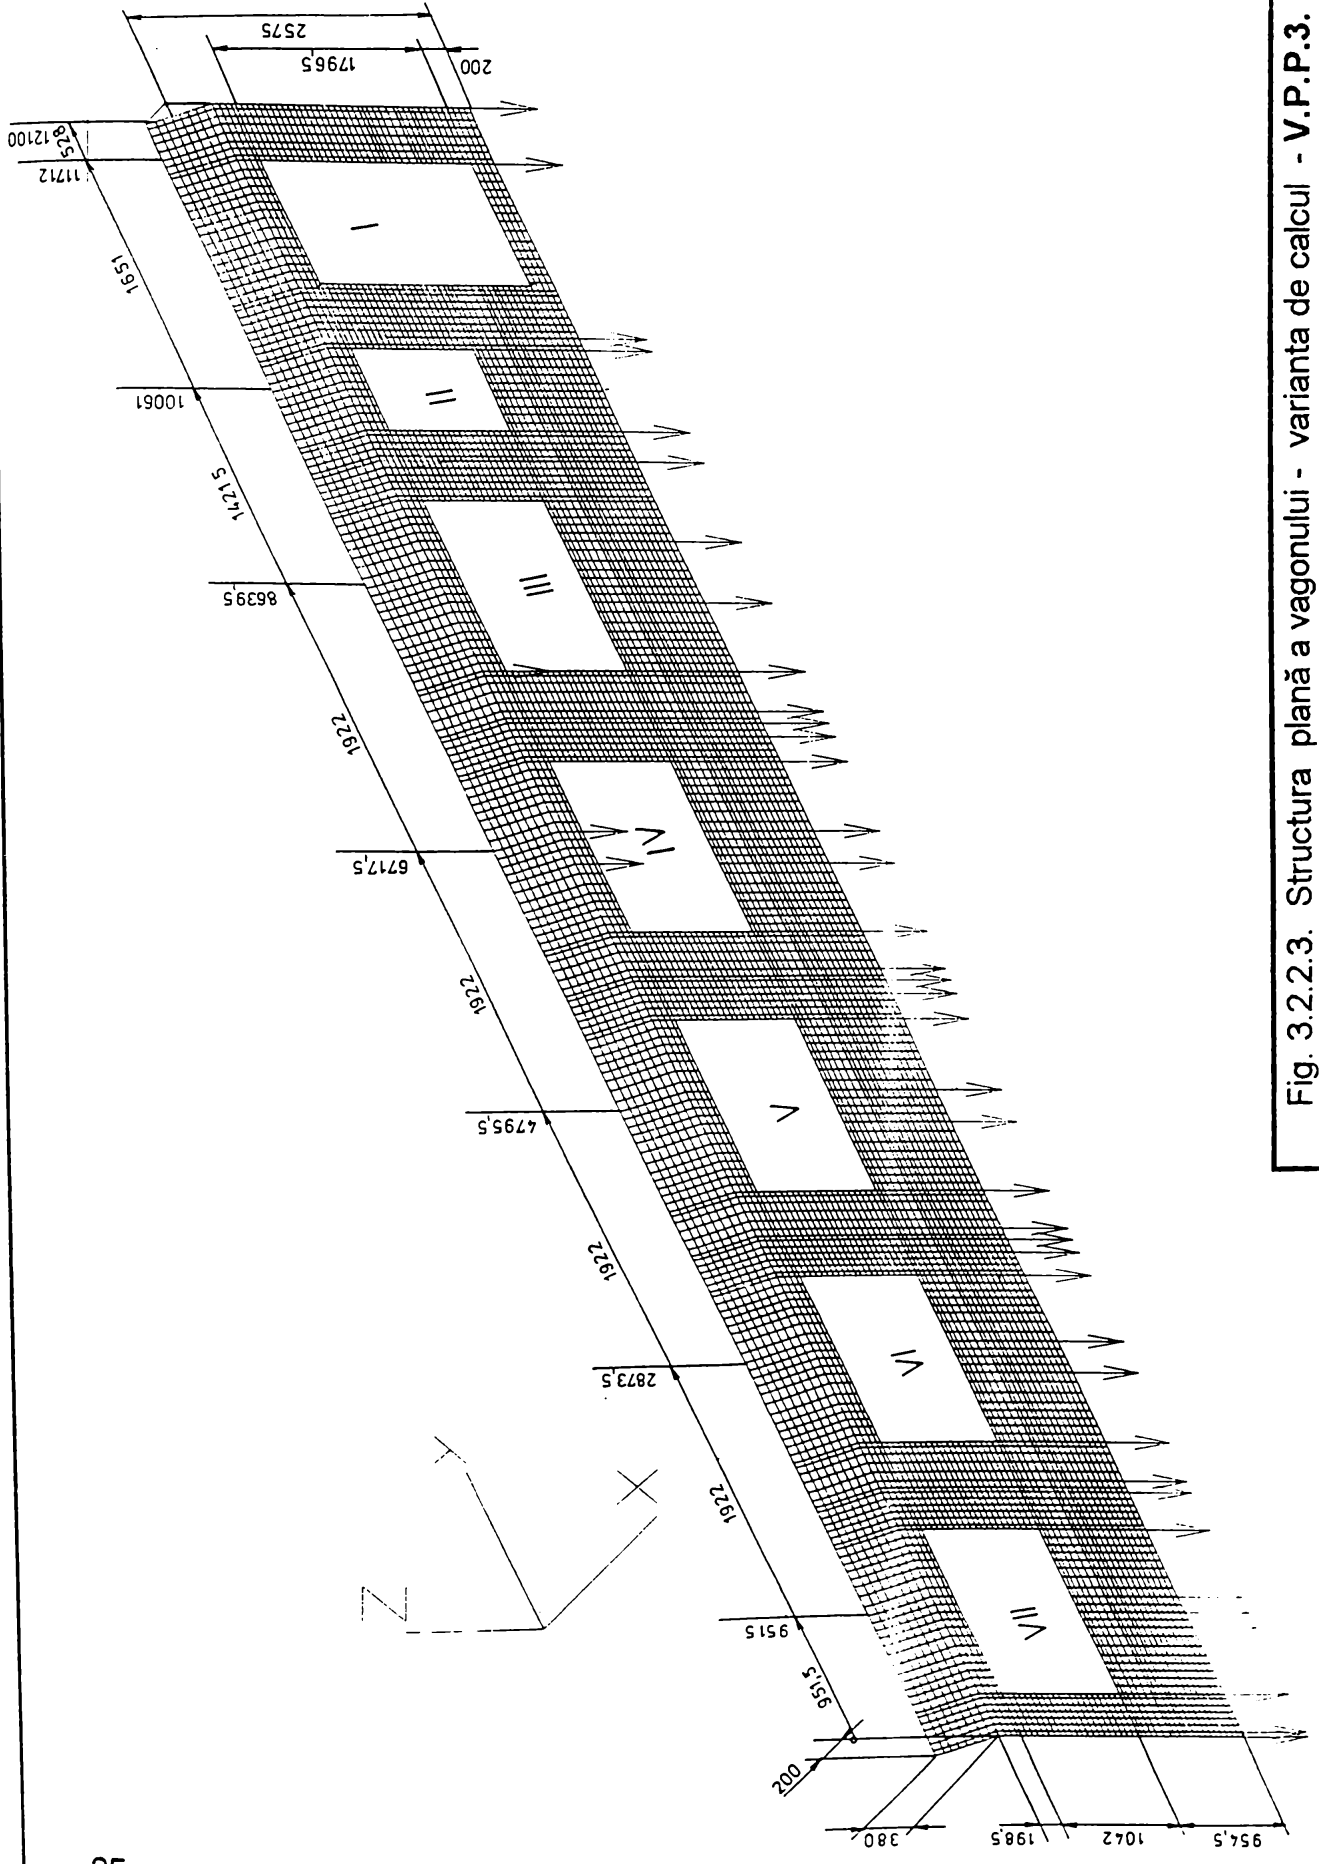 2575
1796,5
200
12100
528
11712
1651
10061
1421,5
8639,5
1922
6717,5
1922
4795,5
1922
2873,5
1922
951,5
951,5
0
200
380
198,5
1042
954,5
I
II
III
IV
V
VI
VII
Z
Y
X
Fig. 3.2.2.3. Structura plană a vagonului - varianta de calcul - V.P.P.3.